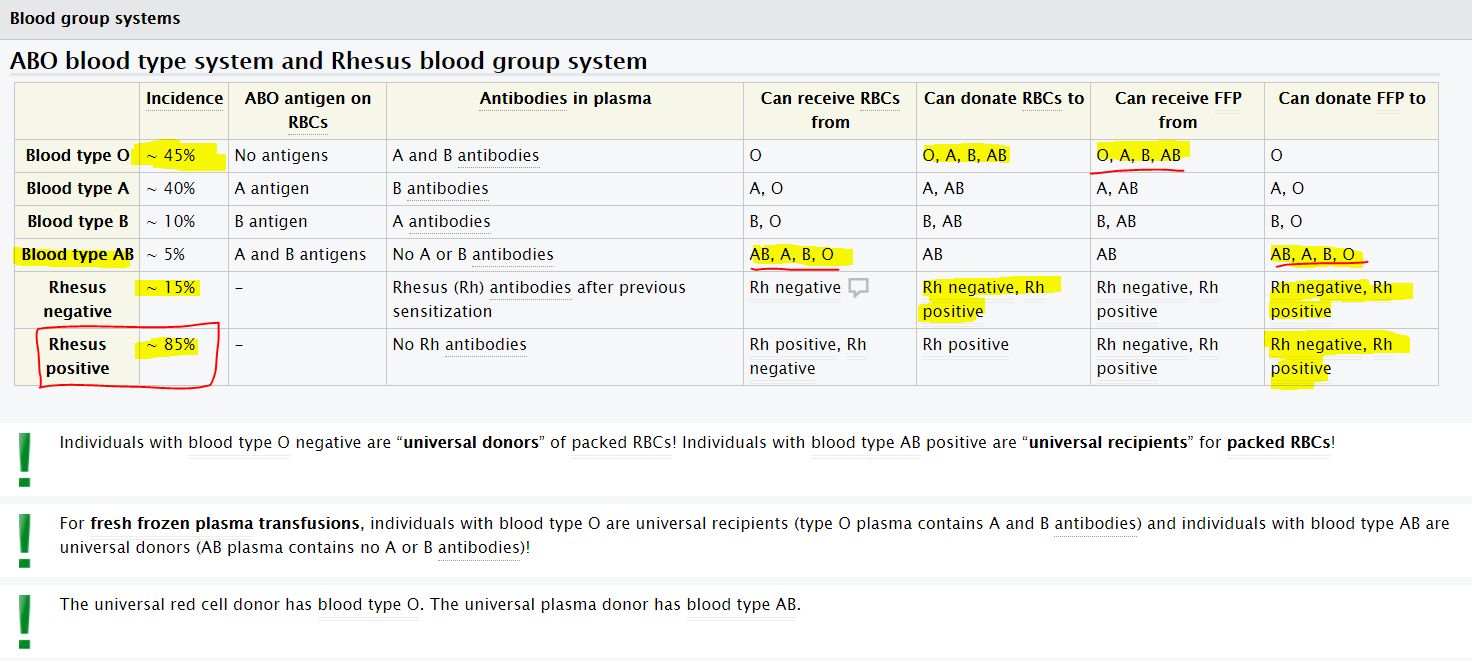 Blood group systems
ABO blood type system and Rhesus blood group system
Incidence ABO antigen on RBCs Antibodies in plasma Can receive RBCs from Can donate RBCs to Can receive FFP from Can donate FFP to
Blood type O ~ 45% No antigens A and B antibodies O O, A, B, AB O, A, B, AB O
Blood type A ~ 40% A antigen B antibodies A, O A, AB A, AB A, O
Blood type B ~ 10% B antigen A antibodies B, O B, AB B, AB B, O
Blood type AB ~ 5% A and B antigens No A or B antibodies AB, A, B, O AB AB AB, A, B, O
Rhesus negative ~ 15% – Rhesus (Rh) antibodies after previous sensitization Rh negative Rh negative, Rh positive Rh negative, Rh positive Rh negative, Rh positive
Rhesus positive ~ 85% – No Rh antibodies Rh positive, Rh negative Rh positive Rh negative, Rh positive Rh negative, Rh positive
Individuals with blood type O negative are “universal donors” of packed RBCs! Individuals with blood type AB positive are “universal recipients” for packed RBCs!
For fresh frozen plasma transfusions, individuals with blood type O are universal recipients (type O plasma contains A and B antibodies) and individuals with blood type AB are
universal donors (AB plasma contains no A or B antibodies)!
The universal red cell donor has blood type O. The universal plasma donor has blood type AB.